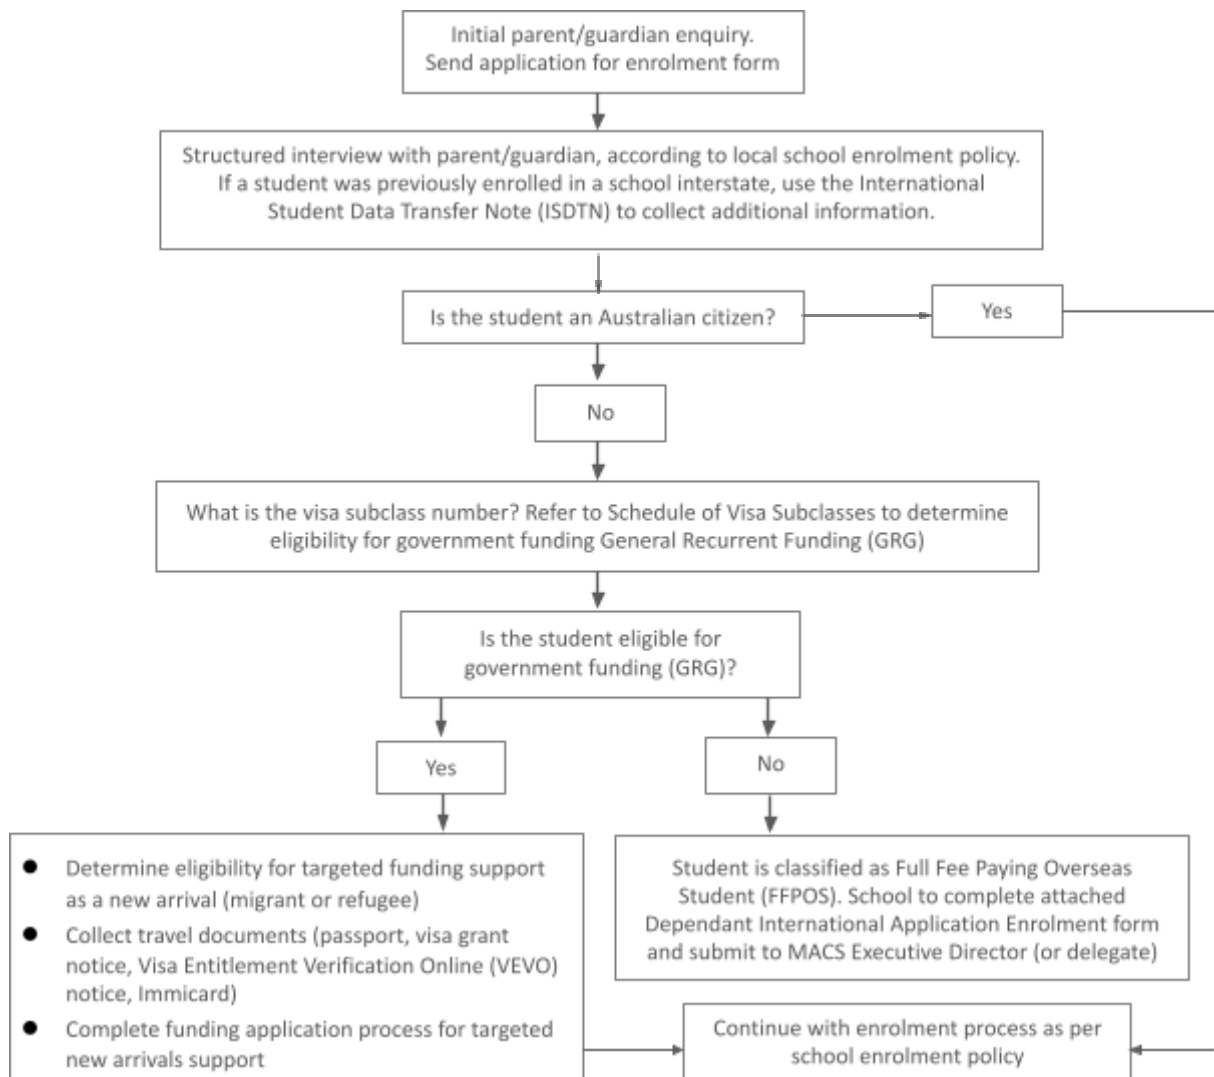 Initial parent/guardian enquiry.
Send application for enrolment form
Structured interview with parent/guardian, according to local school enrolment policy.
If a student was previously enrolled in a school interstate, use the International
Student Data Transfer Note (ISDTN) to collect additional information.
Is the student an Australian citizen?
Yes
No
What is the visa subclass number? Refer to Schedule of Visa Subclasses to determine
eligibility for government funding General Recurrent Funding (GRG)
Is the student eligible for
government funding (GRG)?
Yes
No
● Determine eligibility for targeted funding support
as a new arrival (migrant or refugee)
● Collect travel documents (passport, visa grant
notice, Visa Entitlement Verification Online (VEVO)
notice, Immicard)
● Complete funding application process for targeted
new arrivals support
Student is classified as Full Fee Paying Overseas
Student (FFPOS). School to complete attached
Dependant International Application Enrolment form
and submit to MACS Executive Director (or delegate)
Continue with enrolment process as per
school enrolment policy